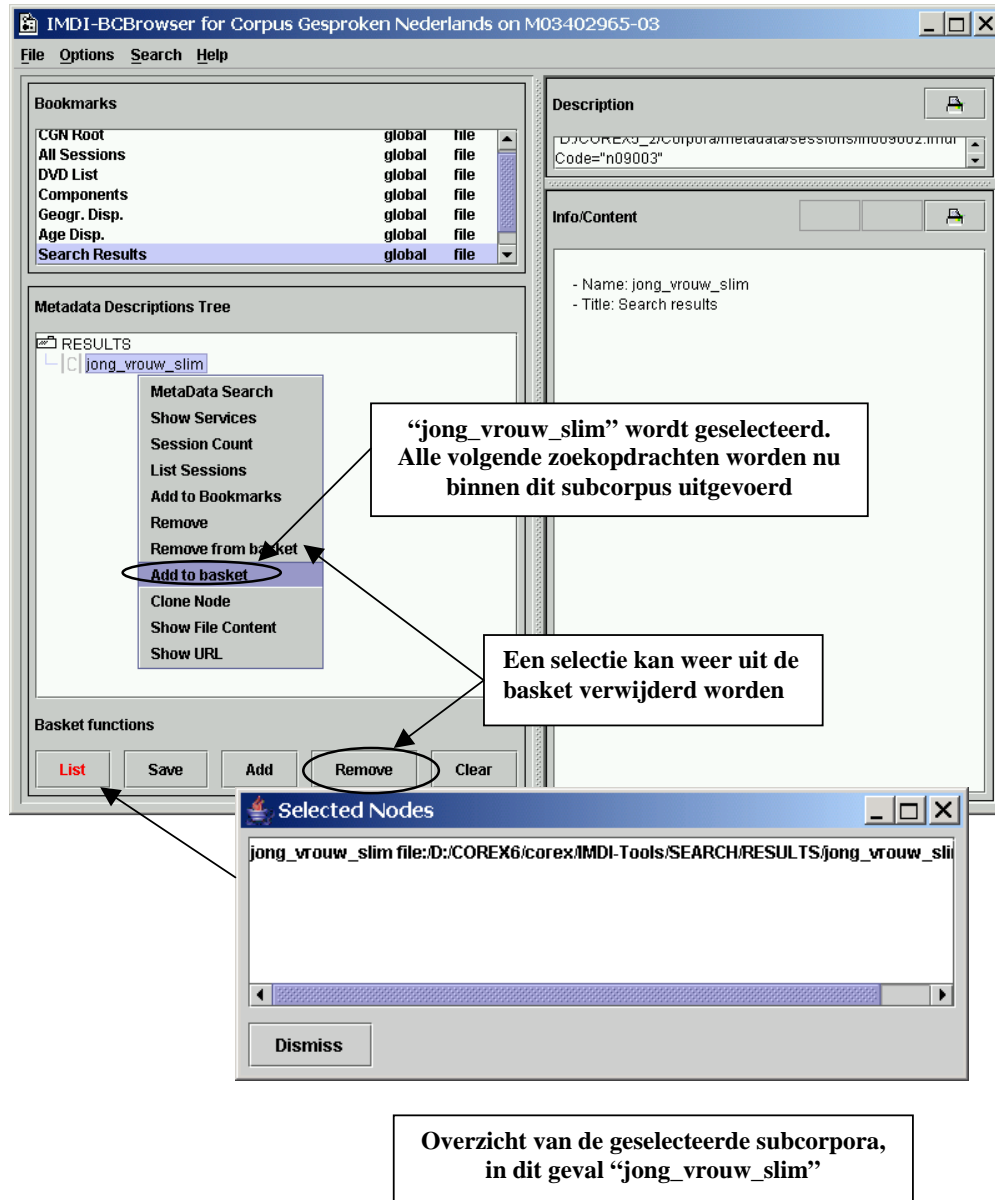 IMDI-BCBrowser for Corpus Gesproken Nederlands on M03402965-03
File Options Search Help
Bookmarks
CGN Root global file
All Sessions global file
DVD List global file
Components global file
Geogr. Disp. global file
Age Disp. global file
Search Results global file
Metadata Descriptions Tree
RESULTS
C jong_vrouw_slim
MetaData Search
Show Services
Session Count
List Sessions
Add to Bookmarks
Remove
Remove from basket
Add to basket
Clone Node
Show File Content
Show URL
Basket functions
List Save Add Remove Clear
Description
Code="n09003"
Info/Content
- Name: jong_vrouw_slim
- Title: Search results
“jong_vrouw_slim” wordt geselecteerd.
Alle volgende zoekopdrachten worden nu
binnen dit subcorpus uitgevoerd
Een selectie kan weer uit de
basket verwijderd worden
Selected Nodes
jong_vrouw_slim file:/D:/COREX6/corex/IMDI-Tools/SEARCH/RESULTS/jong_vrouw_sli
Dismiss
Overzicht van de geselecteerde subcorpora,
in dit geval “jong_vrouw_slim”